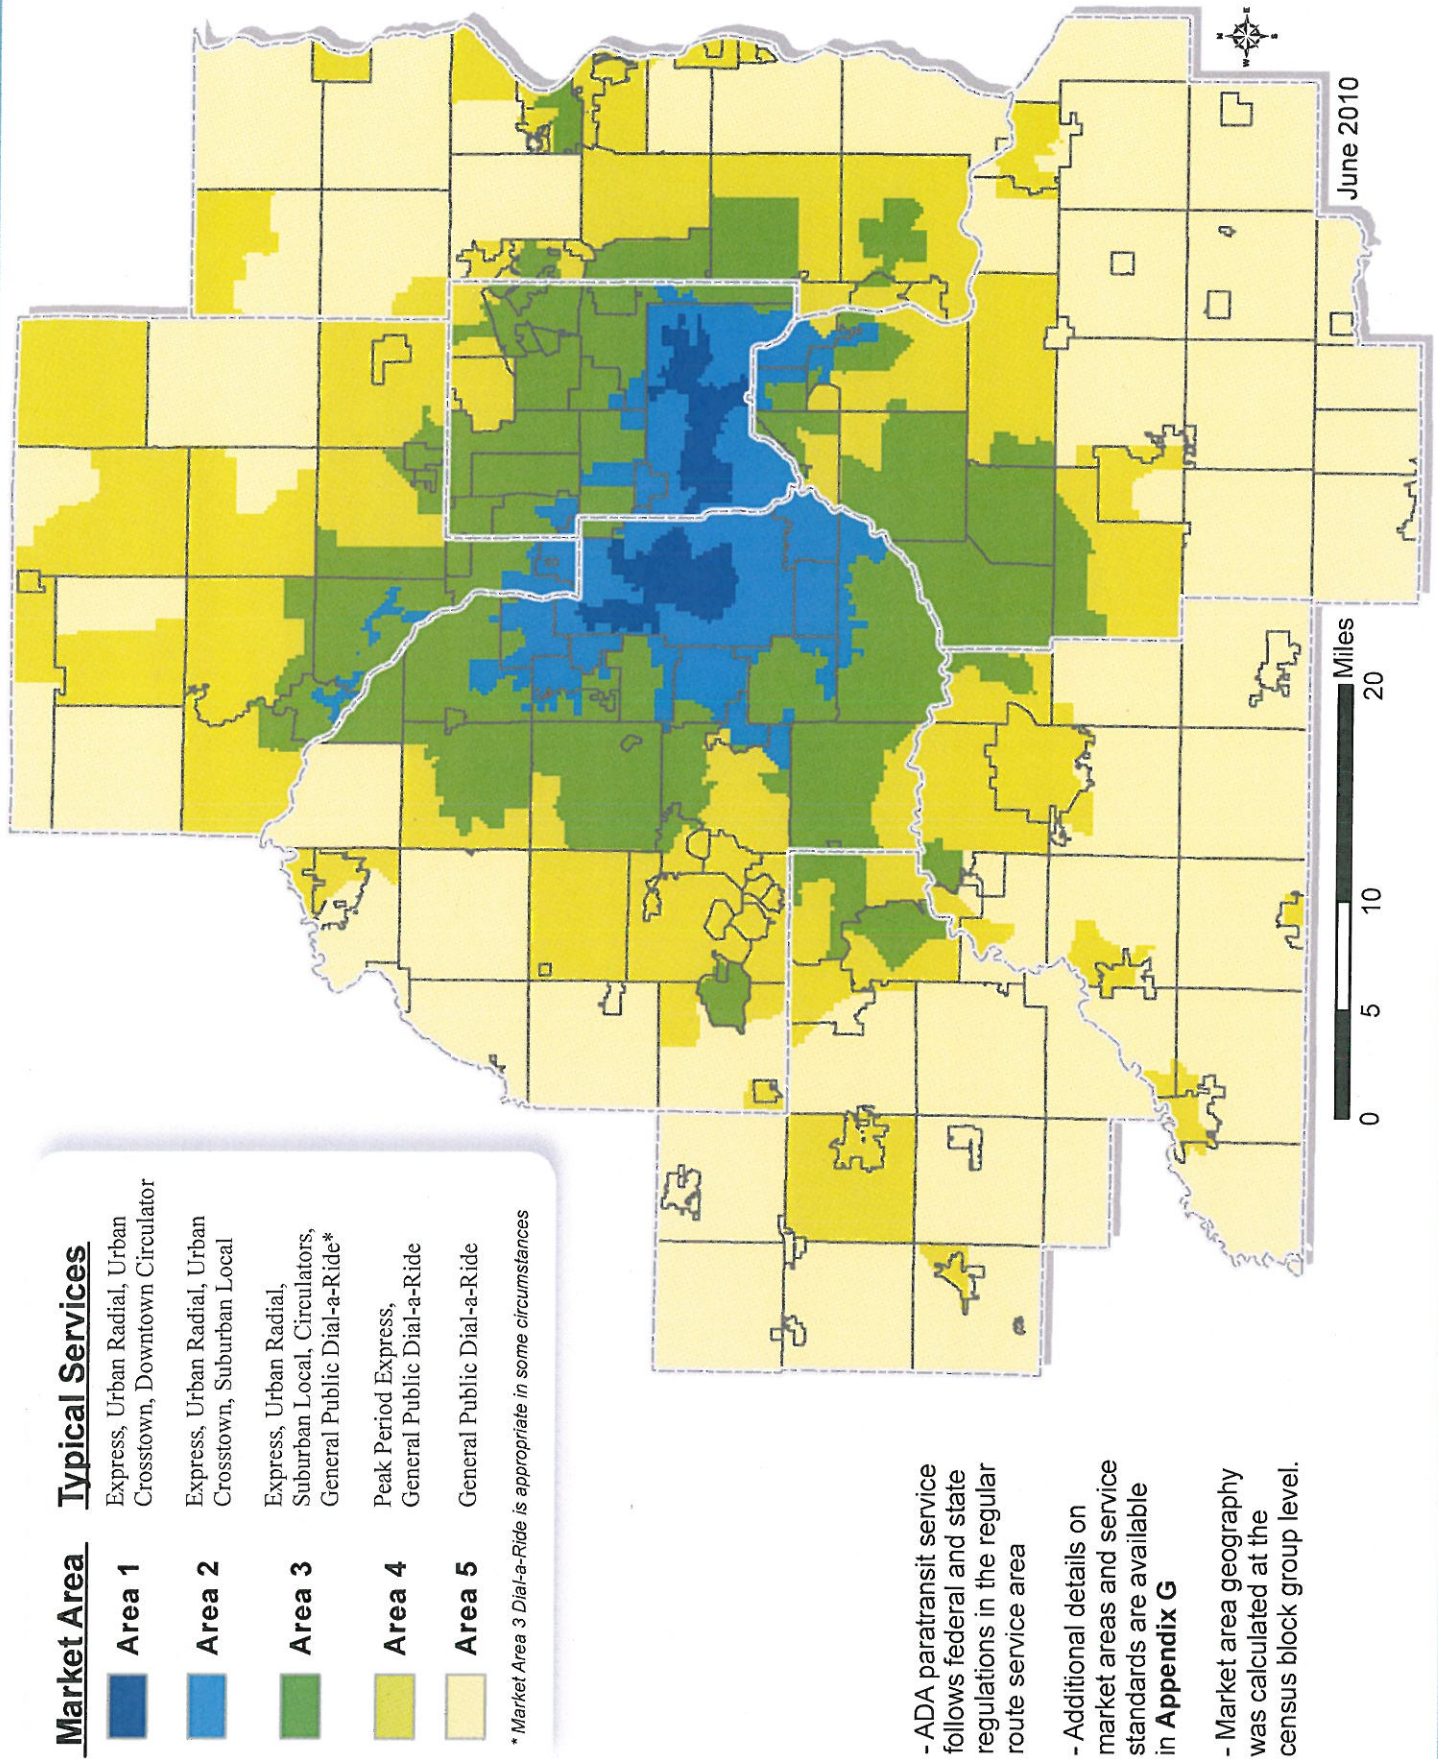 Market Area
Typical Services
Area 1
Express, Urban Radial, Urban
Crosstown, Downtown Circulator
Area 2
Express, Urban Radial, Urban
Crosstown, Suburban Local
Area 3
Express, Urban Radial,
Suburban Local, Circulators,
General Public Dial-a-Ride*
Area 4
Peak Period Express,
General Public Dial-a-Ride
Area 5
General Public Dial-a-Ride
* Market Area 3 Dial-a-Ride is appropriate in some circumstances
- ADA paratransit service
follows federal and state
regulations in the regular
route service area
- Additional details on
market areas and service
standards are available
in Appendix G
- Market area geography
was calculated at the
census block group level.
0 5 10 20
Miles
June 2010
N
W E
S